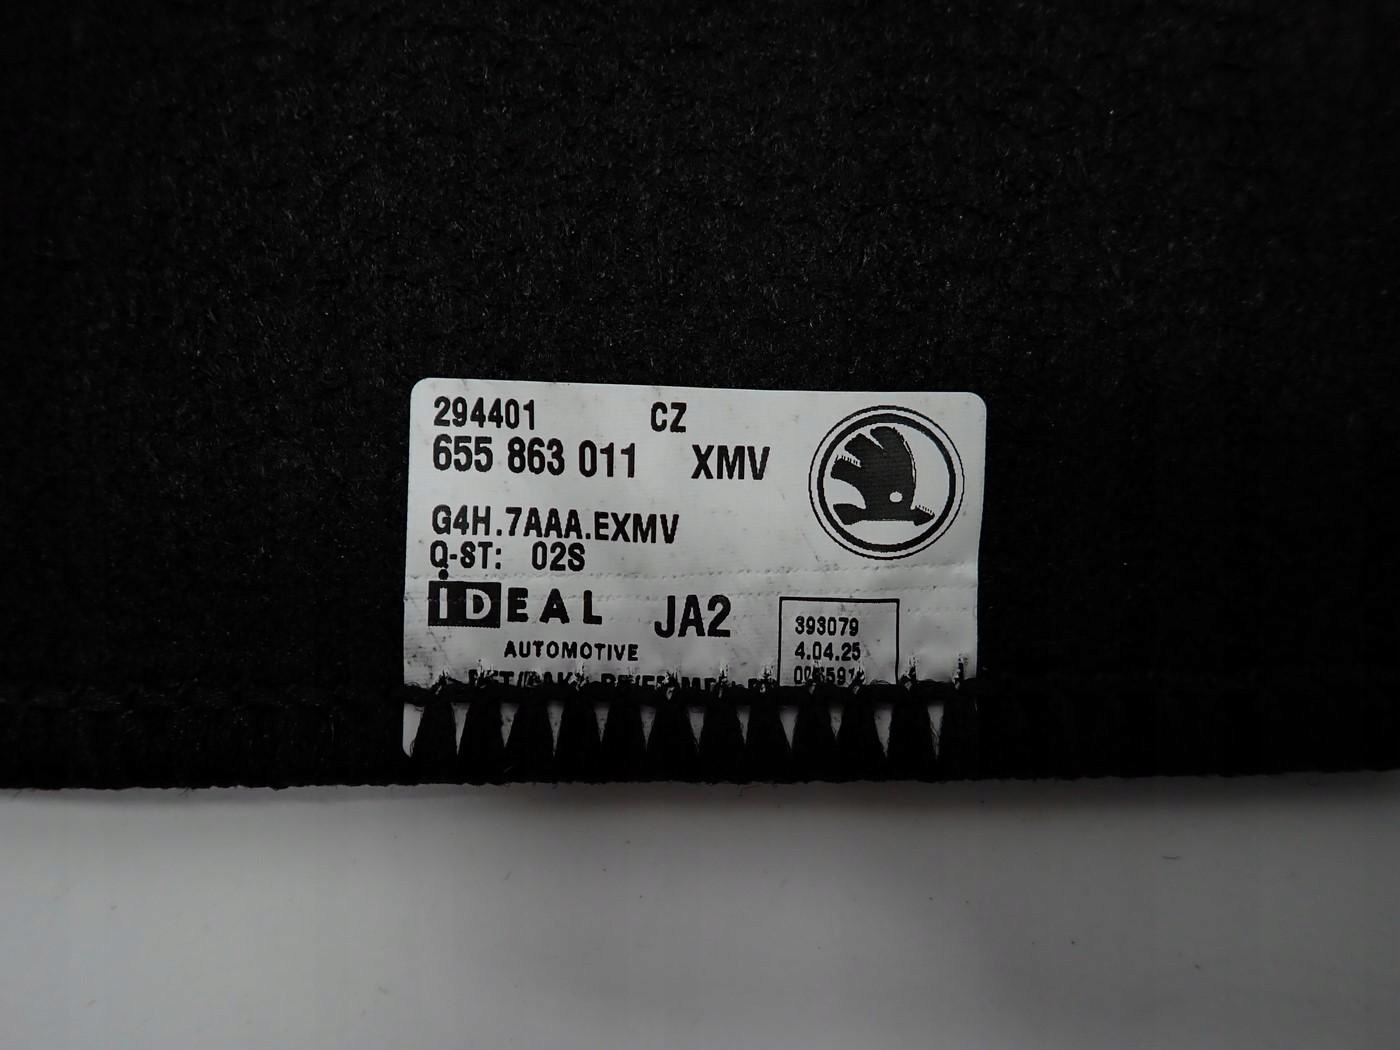 294401 CZ
655 863 011 XMV
G4H.7AAA.EXMV
Q-ST: 02S
iDEAL JA2
AUTOMOTIVE
393079
4.04.25